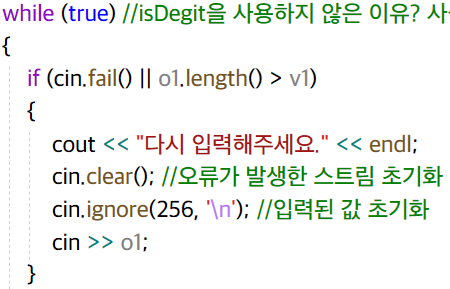 while (true) //isDegit을 사용하지 않은 이유?
{
if (cin.fail() || o1.length() > v1)
{
cout << "다시 입력해주세요." << endl;
cin.clear(); //오류가 발생한 스트림 초기화
cin.ignore(256, '\n'); //입력된 값 초기화
cin >> o1;
}